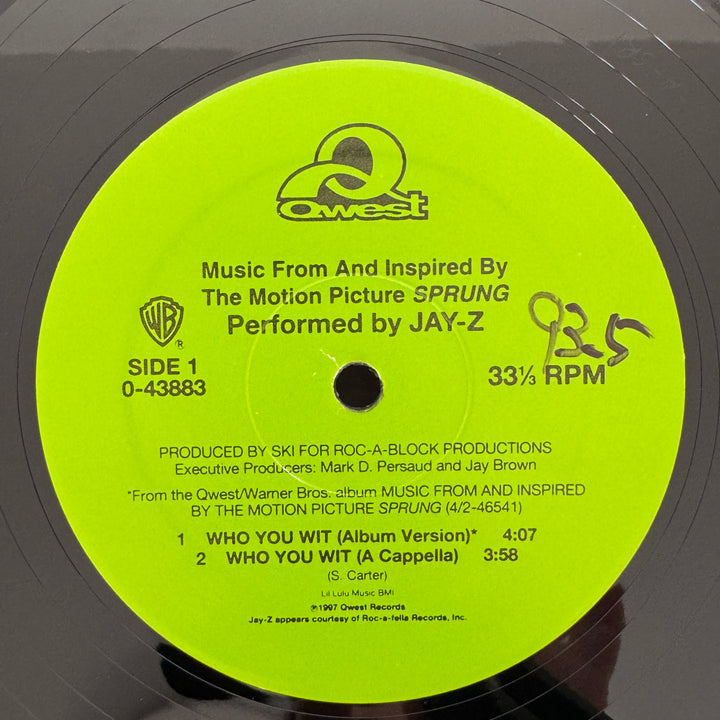 Qwest
Music From And Inspired By
The Motion Picture SPRUNG
Performed by JAY-Z
93.5
WB
®
SIDE 1
0-43883
33⅓ RPM
PRODUCED BY SKI FOR ROC-A-BLOCK PRODUCTIONS
Executive Producers: Mark D. Persaud and Jay Brown
*From the Qwest/Warner Bros. album MUSIC FROM AND INSPIRED
BY THE MOTION PICTURE SPRUNG (4/2-46541)
1 WHO YOU WIT (Album Version)* 4:07
2 WHO YOU WIT (A Cappella) 3:58
(S. Carter)
Lil Lulu Music BMI
℗1997 Qwest Records
Jay-Z appears courtesy of Roc-a-fella Records, Inc.